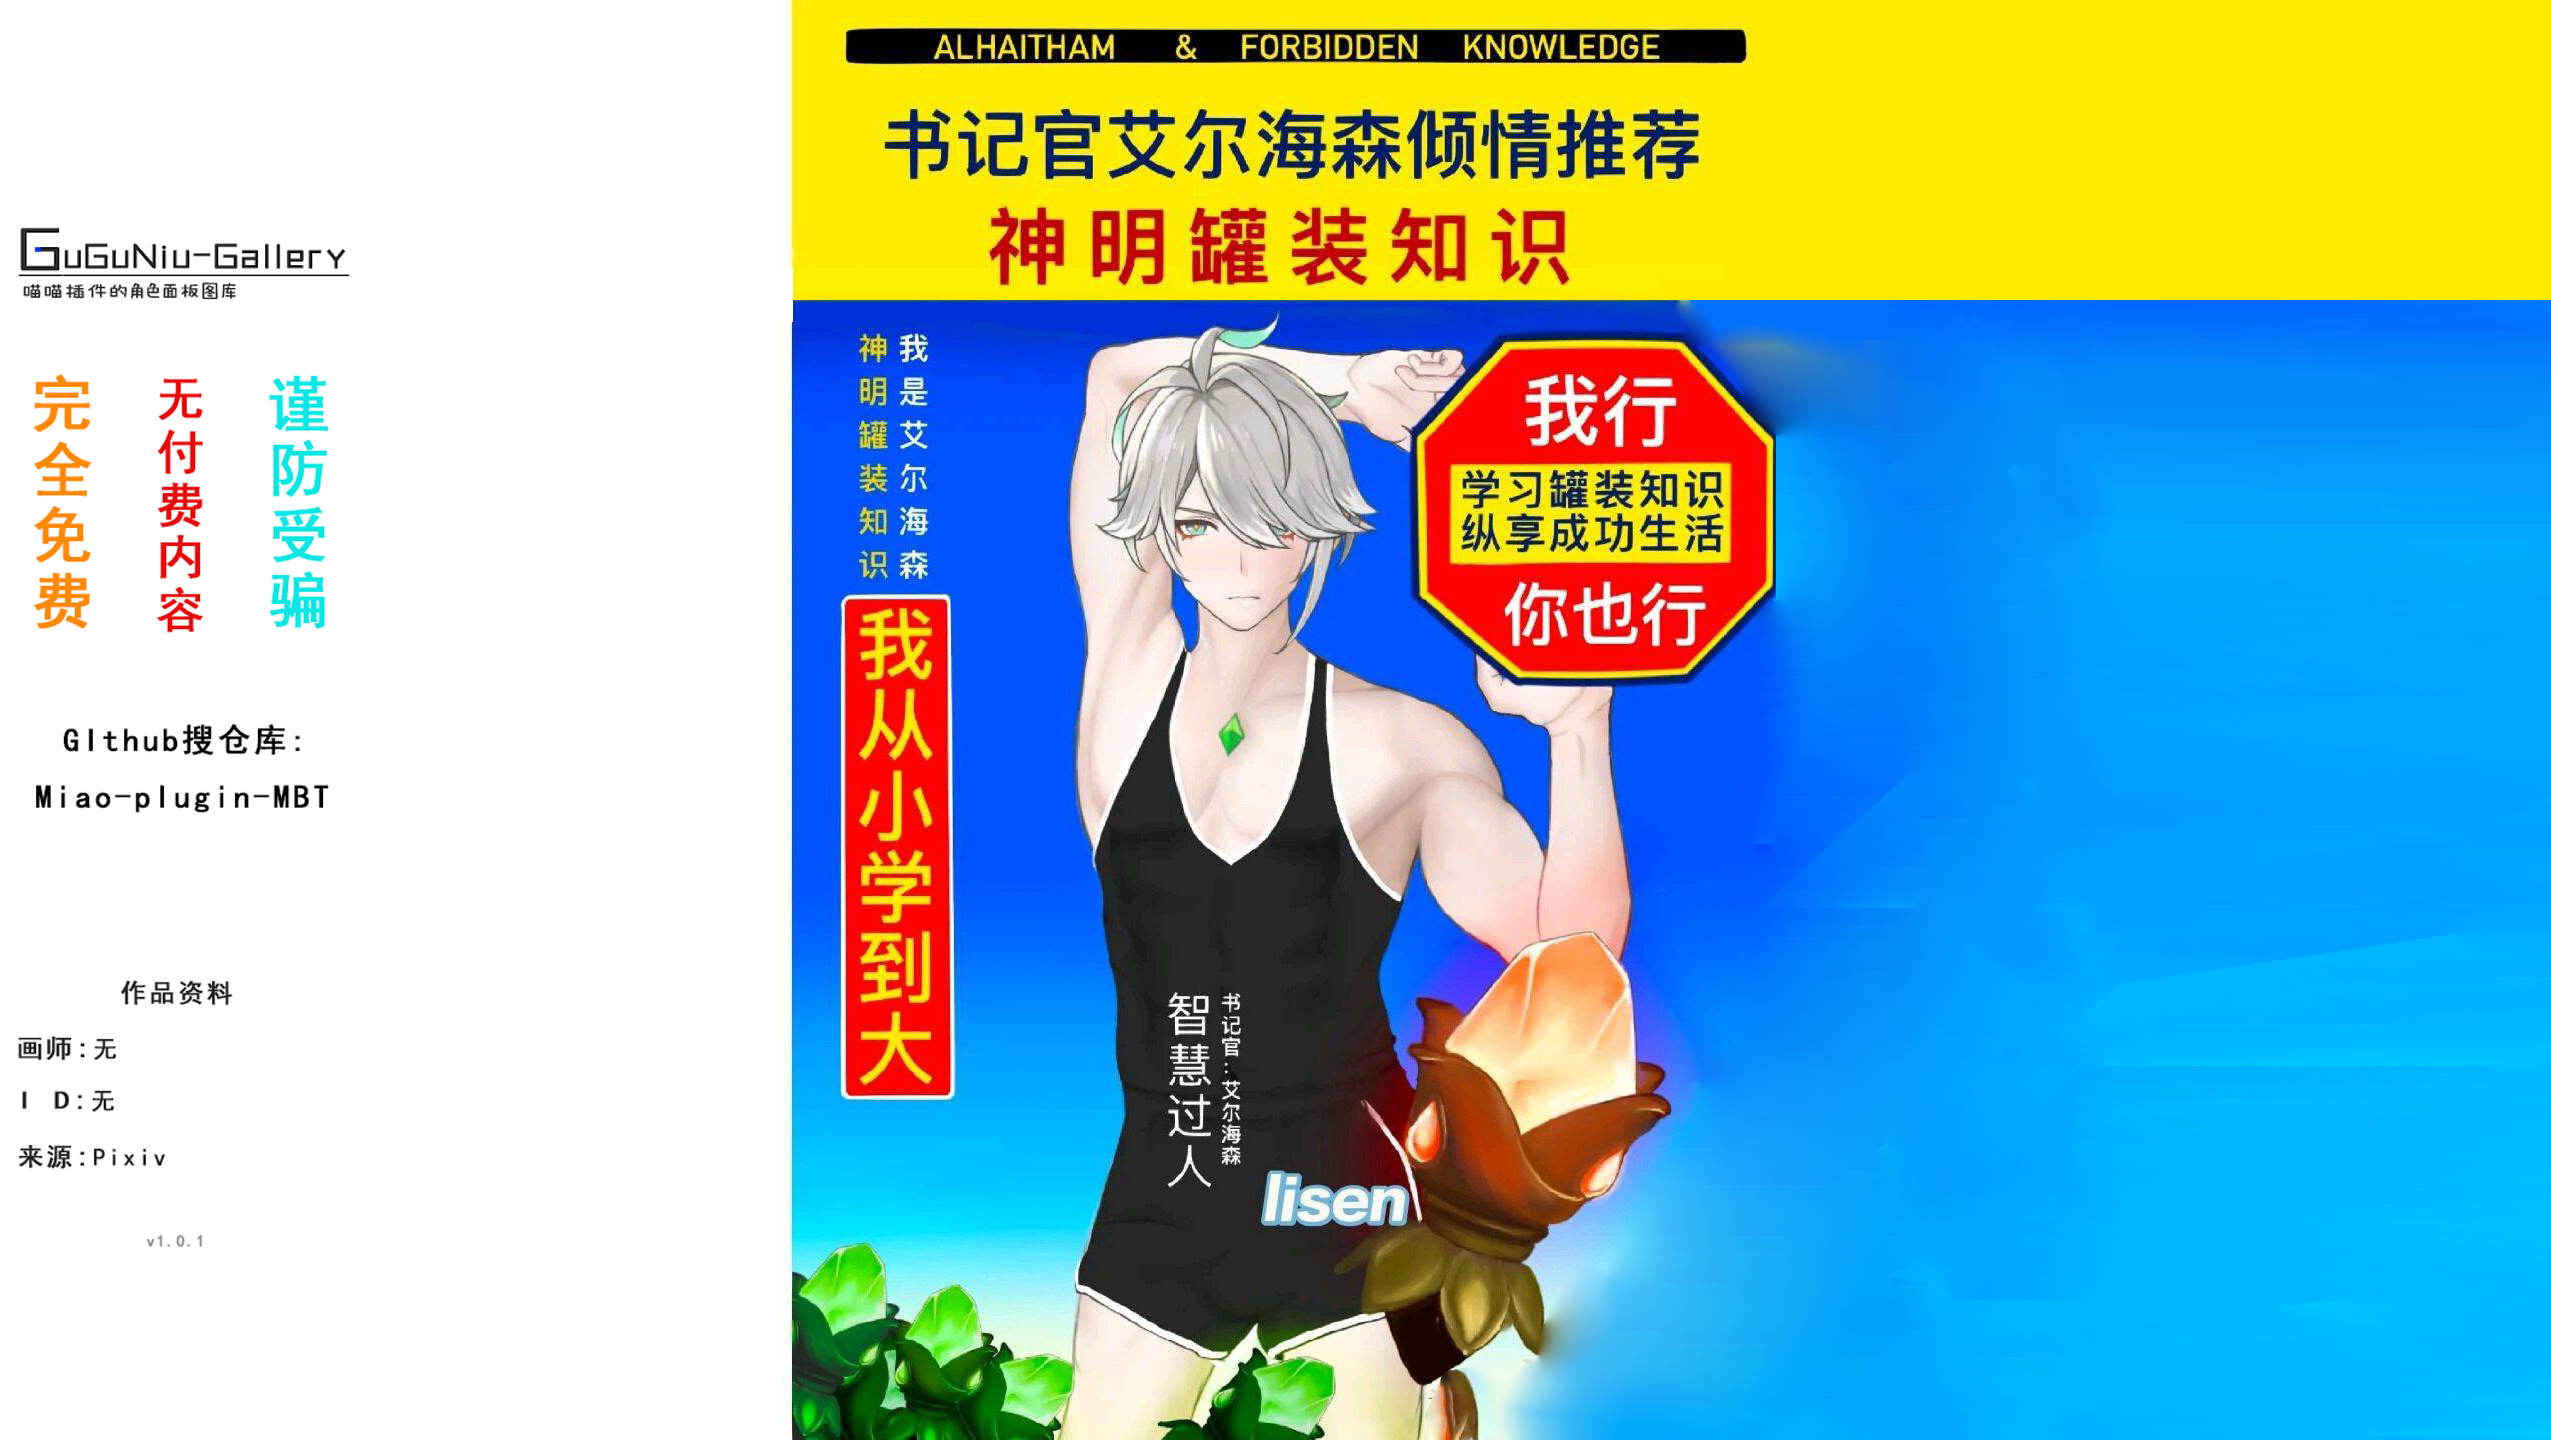 GuGuNiu-Gallery
喵喵插件的角色面板图库
完全免费
无付费内容
谨防受骗
GIthub搜仓库:
Miao-plugin-MBT
作品资料
画师:无
I D:无
来源:Pixiv
v1.0.1
ALHAITHAM & FORBIDDEN KNOWLEDGE
书记官艾尔海森倾情推荐
神明罐装知识
我是艾尔海森
神明罐装知识
我从小学到大
我行
学习罐装知识
纵享成功生活
你也行
书记官:艾尔海森
智慧过人
lisen